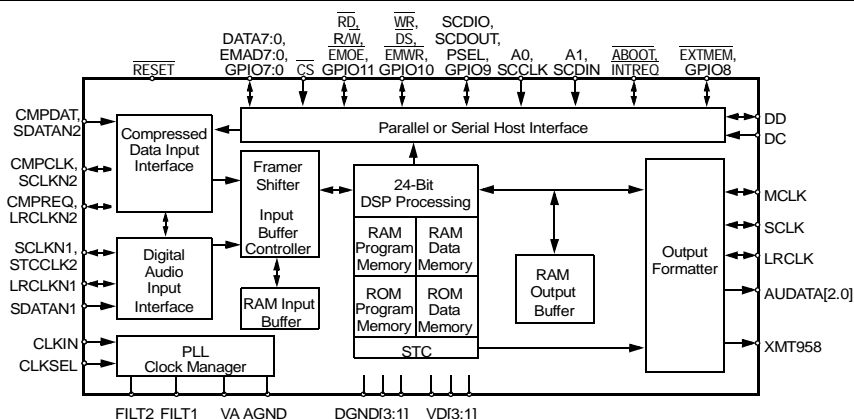 RD,
WR,
SCDIO,
DATA7:0,
R/W,
DS,
SCDOUT,
EMAD7:0,
EMOE,
EMWR,
PSEL,
A0,
A1,
ABOOT,
EXTMEM,
RESET
GPIO7:0
CS
GPIO11
GPIO10
GPIO9
SCCLK
SCDIN
INTREQ
GPIO8
CMPDAT,
SDATAN2
CMPCLK,
SCLKN2
CMPREQ,
LRCLKN2
SCLKN1,
STCCLK2
LRCLKN1
SDATAN1
CLKIN
CLKSEL
Compressed
Data Input
Interface
Digital
Audio
Input
Interface
Framer
Shifter
Input
Buffer
Controller
RAM Input
Buffer
PLL
Clock Manager
Parallel or Serial Host Interface
24-Bit
DSP Processing
RAM
Program
Memory
RAM
Data
Memory
ROM
Program
Memory
ROM
Data
Memory
STC
RAM
Output
Buffer
Output
Formatter
DD
DC
MCLK
SCLK
LRCLK
AUDATA[2.0]
XMT958
FILT2 FILT1 VA AGND DGND[3:1] VD[3:1]